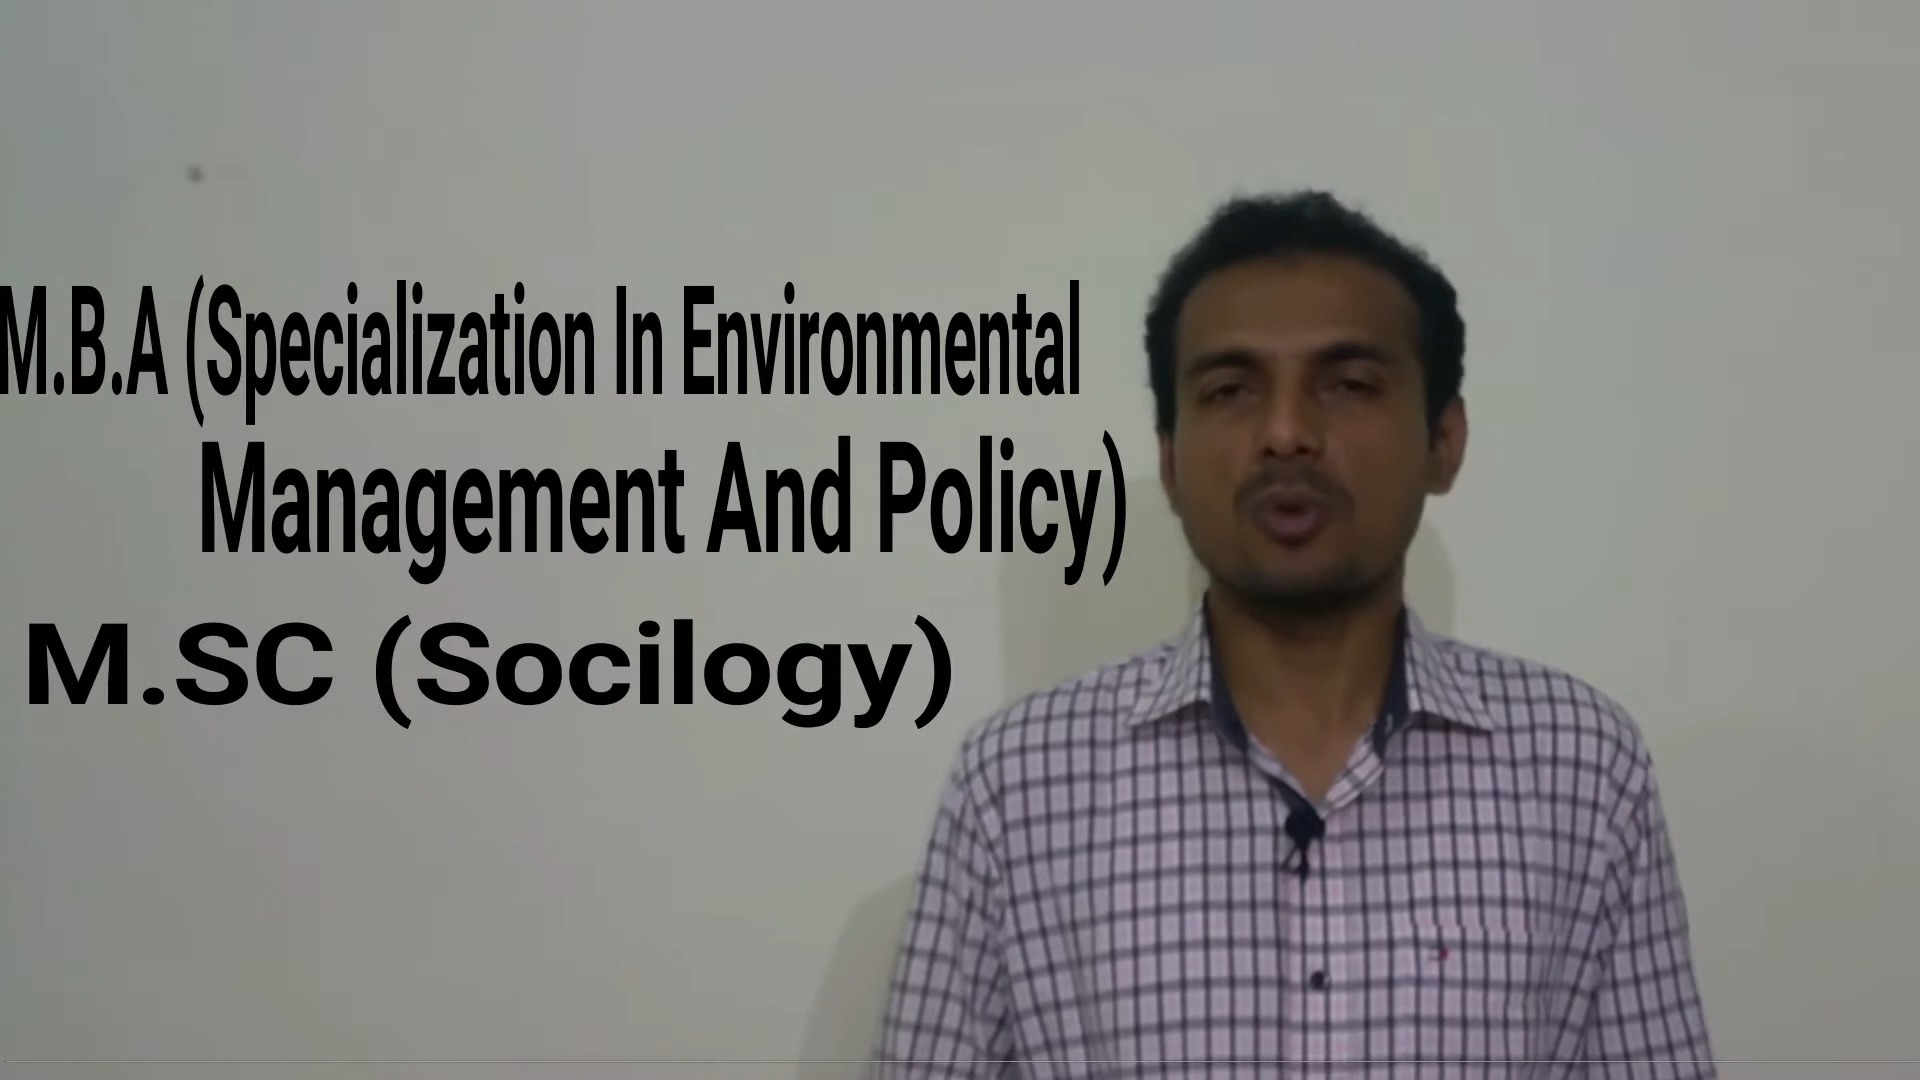 M.B.A (Specialization In Environmental
Management And Policy)
M.SC (Socilogy)